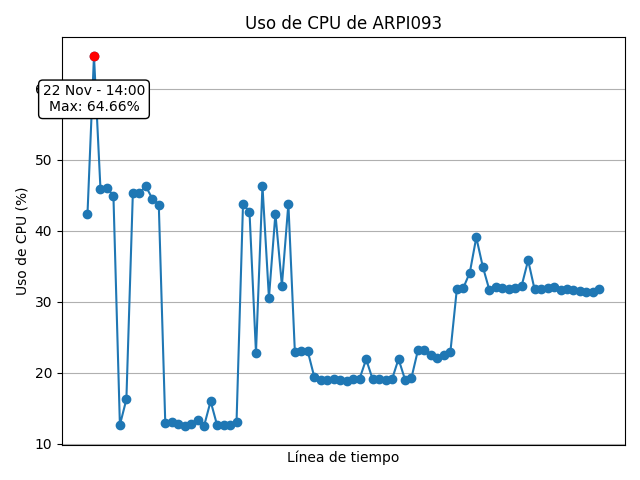 Uso de CPU de ARPI093
22 Nov - 14:00
Max: 64.66%
50
40
30
20
10
Uso de CPU (%)
Línea de tiempo